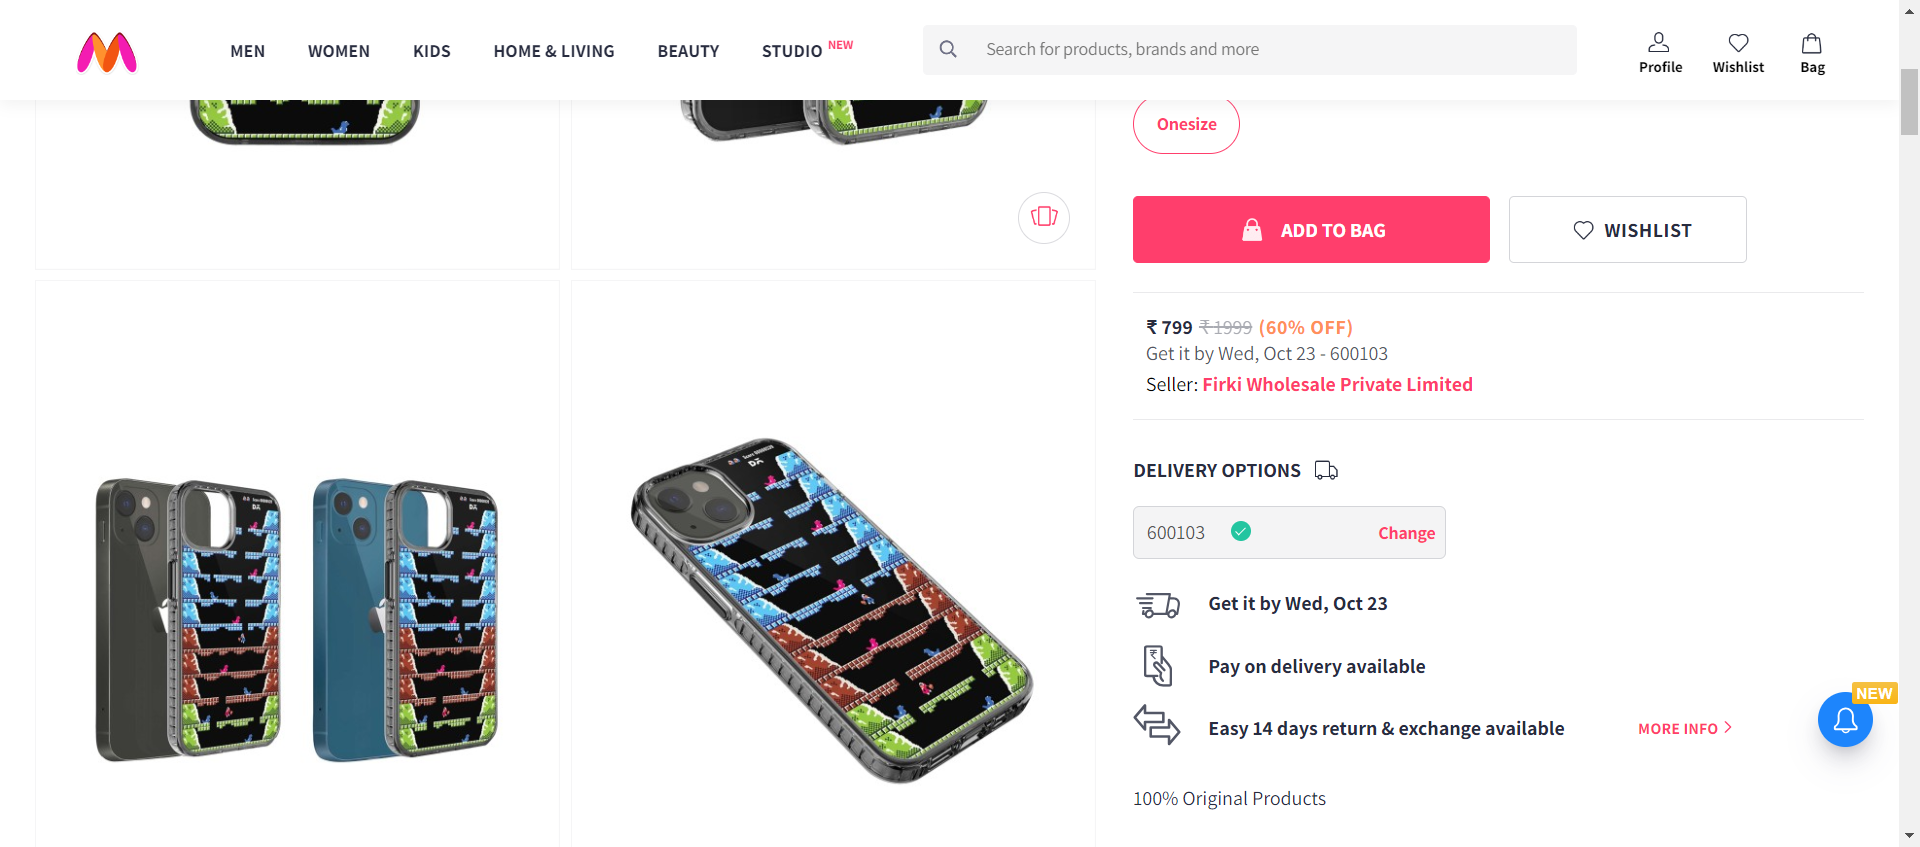 MEN WOMEN KIDS HOME & LIVING BEAUTY STUDIO NEW
Search for products, brands and more
Profile Wishlist Bag
Onesize
ADD TO BAG
WISHLIST
₹ 799 ₹ 1999 (60% OFF)
Get it by Wed, Oct 23 - 600103
Seller: Firki Wholesale Private Limited
DELIVERY OPTIONS
600103 Change
Get it by Wed, Oct 23
Pay on delivery available
Easy 14 days return & exchange available MORE INFO >
NEW
100% Original Products